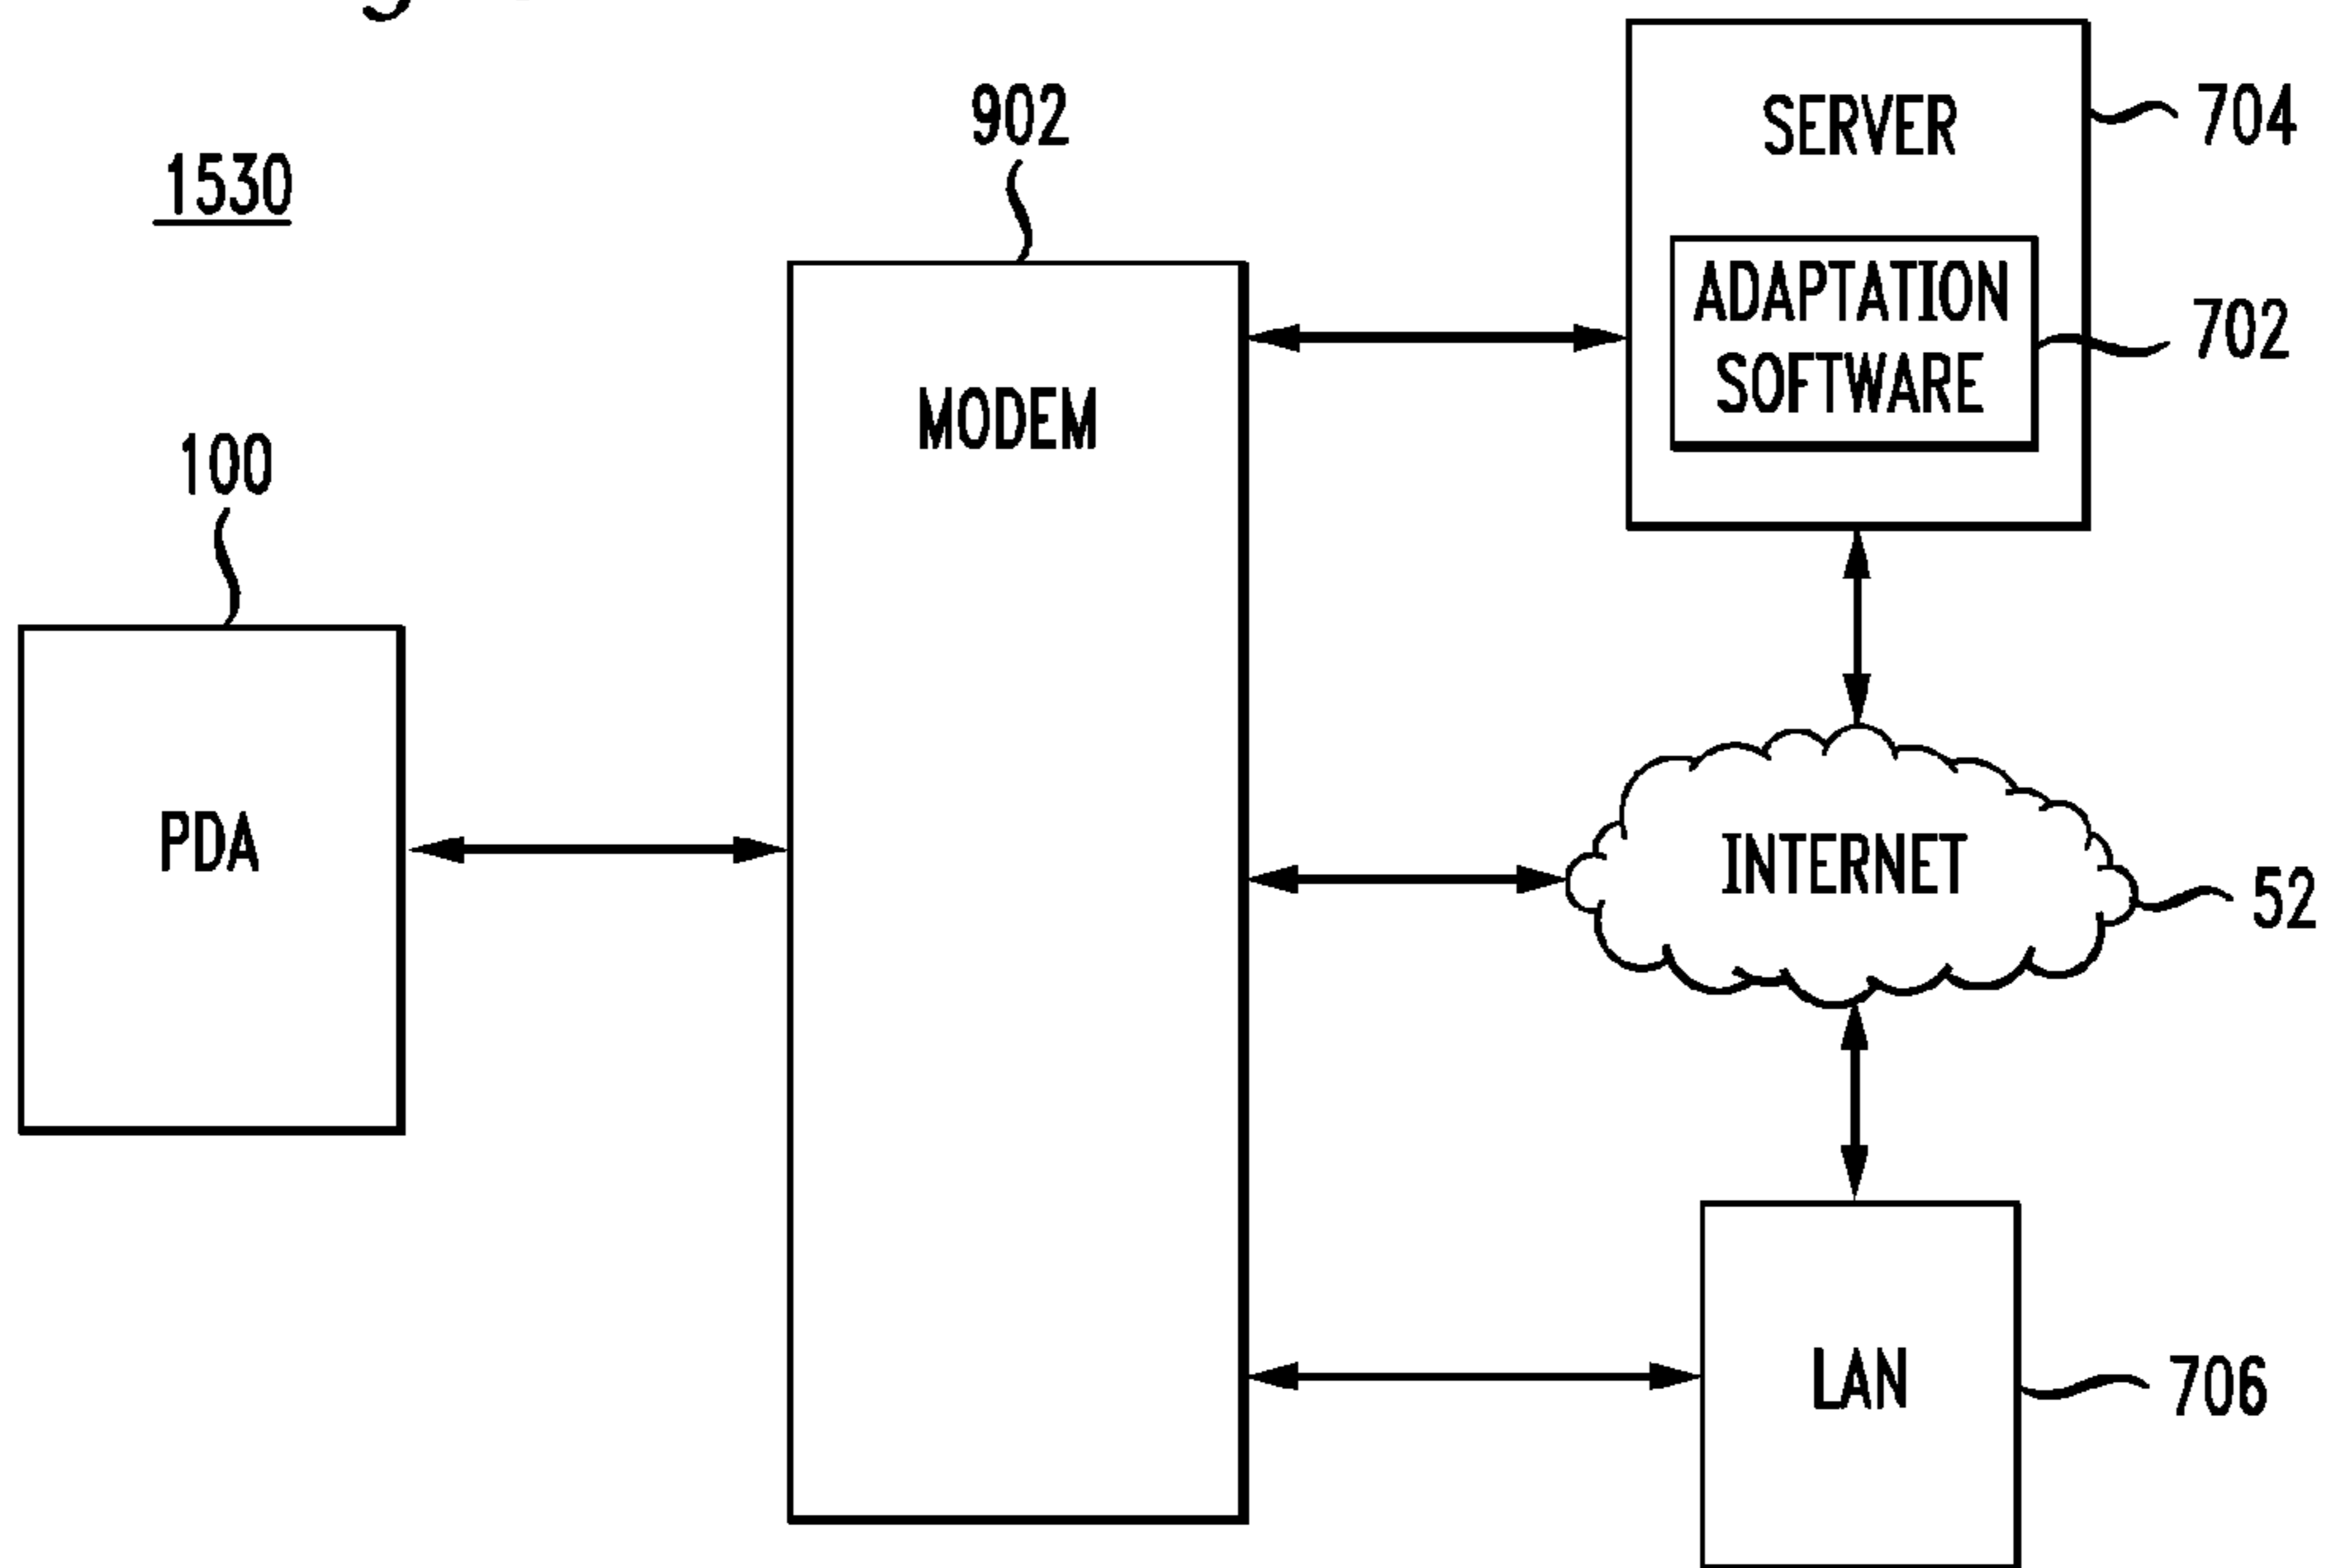 1530
902
SERVER
704
ADAPTATION
SOFTWARE
702
MODEM
100
PDA
INTERNET
52
LAN
706